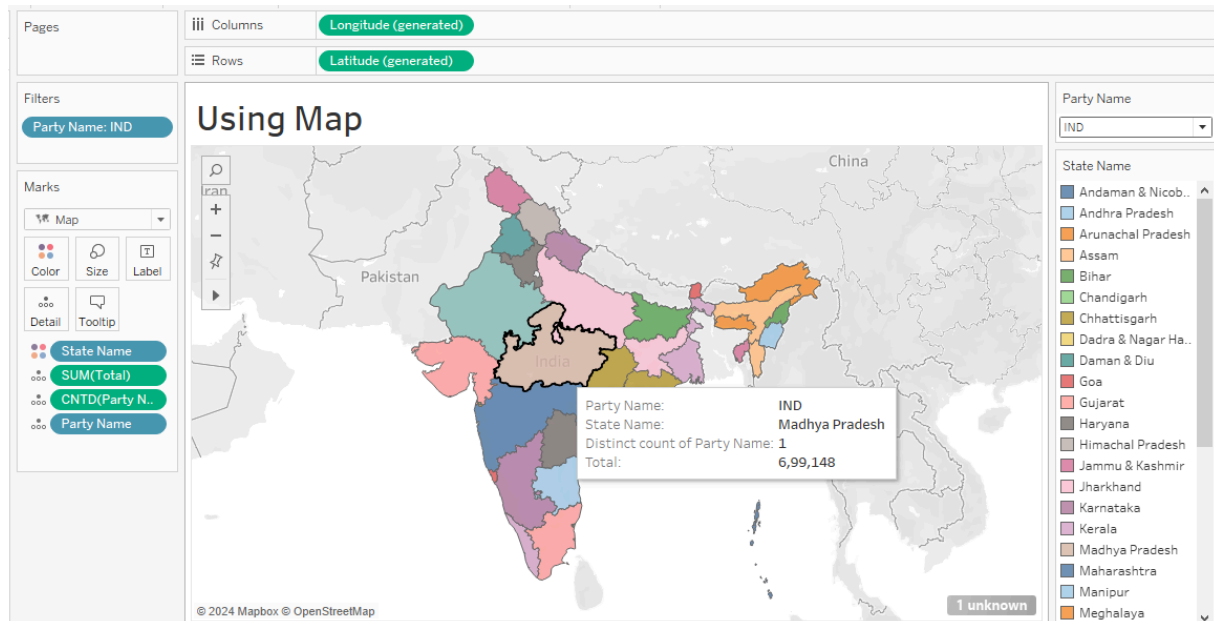 Pages
Columns
Longitude (generated)
Rows
Latitude (generated)
Filters
Party Name: IND
Marks
Map
Color
Size
Label
Detail
Tooltip
State Name
SUM(Total)
CNTD(Party N..
Party Name
Using Map
Iran
China
Pakistan
India
Party Name: IND
State Name: Madhya Pradesh
Distinct count of Party Name: 1
Total: 6,99,148
© 2024 Mapbox © OpenStreetMap
1 unknown
Party Name
IND
State Name
Andaman & Nicob..
Andhra Pradesh
Arunachal Pradesh
Assam
Bihar
Chandigarh
Chhattisgarh
Dadra & Nagar Ha..
Daman & Diu
Goa
Gujarat
Haryana
Himachal Pradesh
Jammu & Kashmir
Jharkhand
Karnataka
Kerala
Madhya Pradesh
Maharashtra
Manipur
Meghalaya